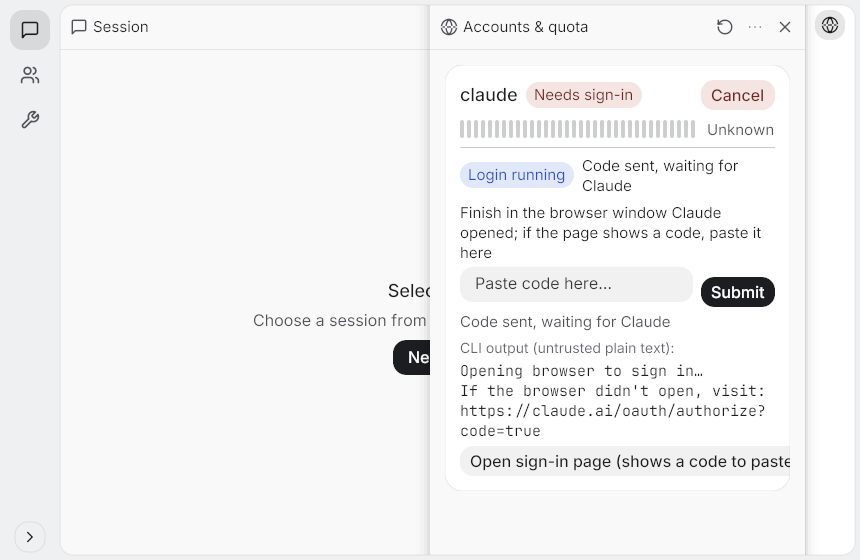 Session
Accounts & quota
claude
Needs sign-in
Cancel
Unknown
Login running
Code sent, waiting for
Claude
Finish in the browser window Claude
opened; if the page shows a code, paste it
here
Paste code here...
Submit
Code sent, waiting for Claude
CLI output (untrusted plain text):
Opening browser to sign in…
If the browser didn't open, visit:
https://claude.ai/oauth/authorize?
code=true
Open sign-in page (shows a code to paste
Choose a session from